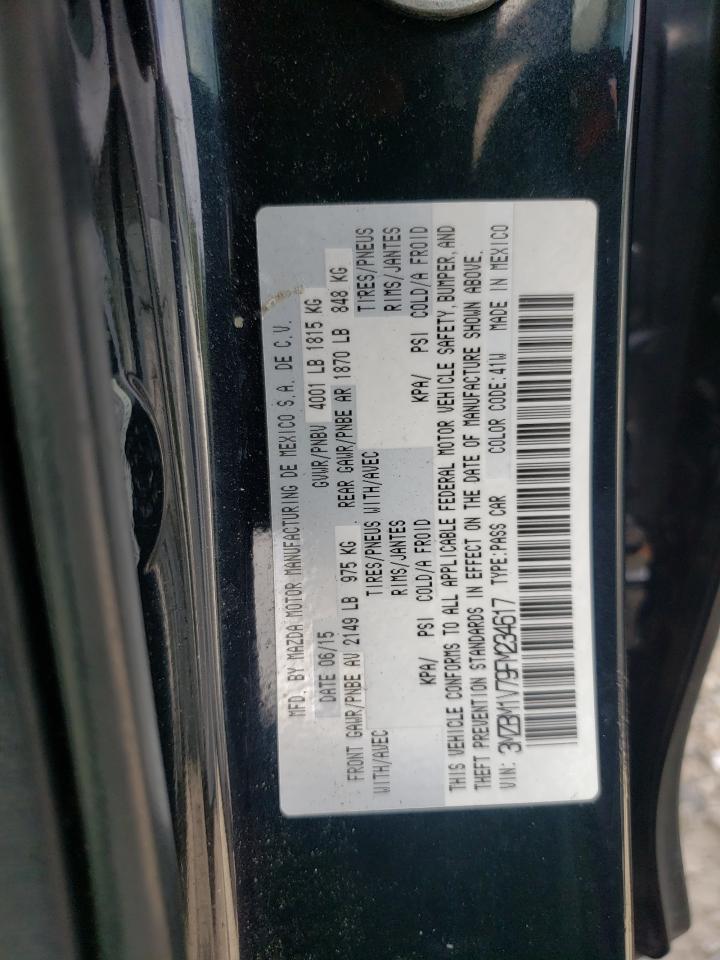 MFD. BY MAZDA MOTOR MANUFACTURING DE MEXICO S.A. DE C.V.
DATE 06/15 GVWR/PNBV 4001 LB 1815 KG
FRONT GAWR/PNBE AV 2149 LB 975 KG REAR GAWR/PNBE AR 1870 LB 848 KG
WITH/AVEC TIRES/PNEUS WITH/AVEC TIRES/PNEUS
RIMS/JANTES RIMS/JANTES
KPA/ PSI COLD/A FROID KPA/ PSI COLD/A FROID
THIS VEHICLE CONFORMS TO ALL APPLICABLE FEDERAL MOTOR VEHICLE SAFETY, BUMPER, AND
THEFT PREVENTION STANDARDS IN EFFECT ON THE DATE OF MANUFACTURE SHOWN ABOVE.
VIN: 3MZBM1V79FM234617 TYPE:PASS CAR COLOR CODE:41W MADE IN MEXICO